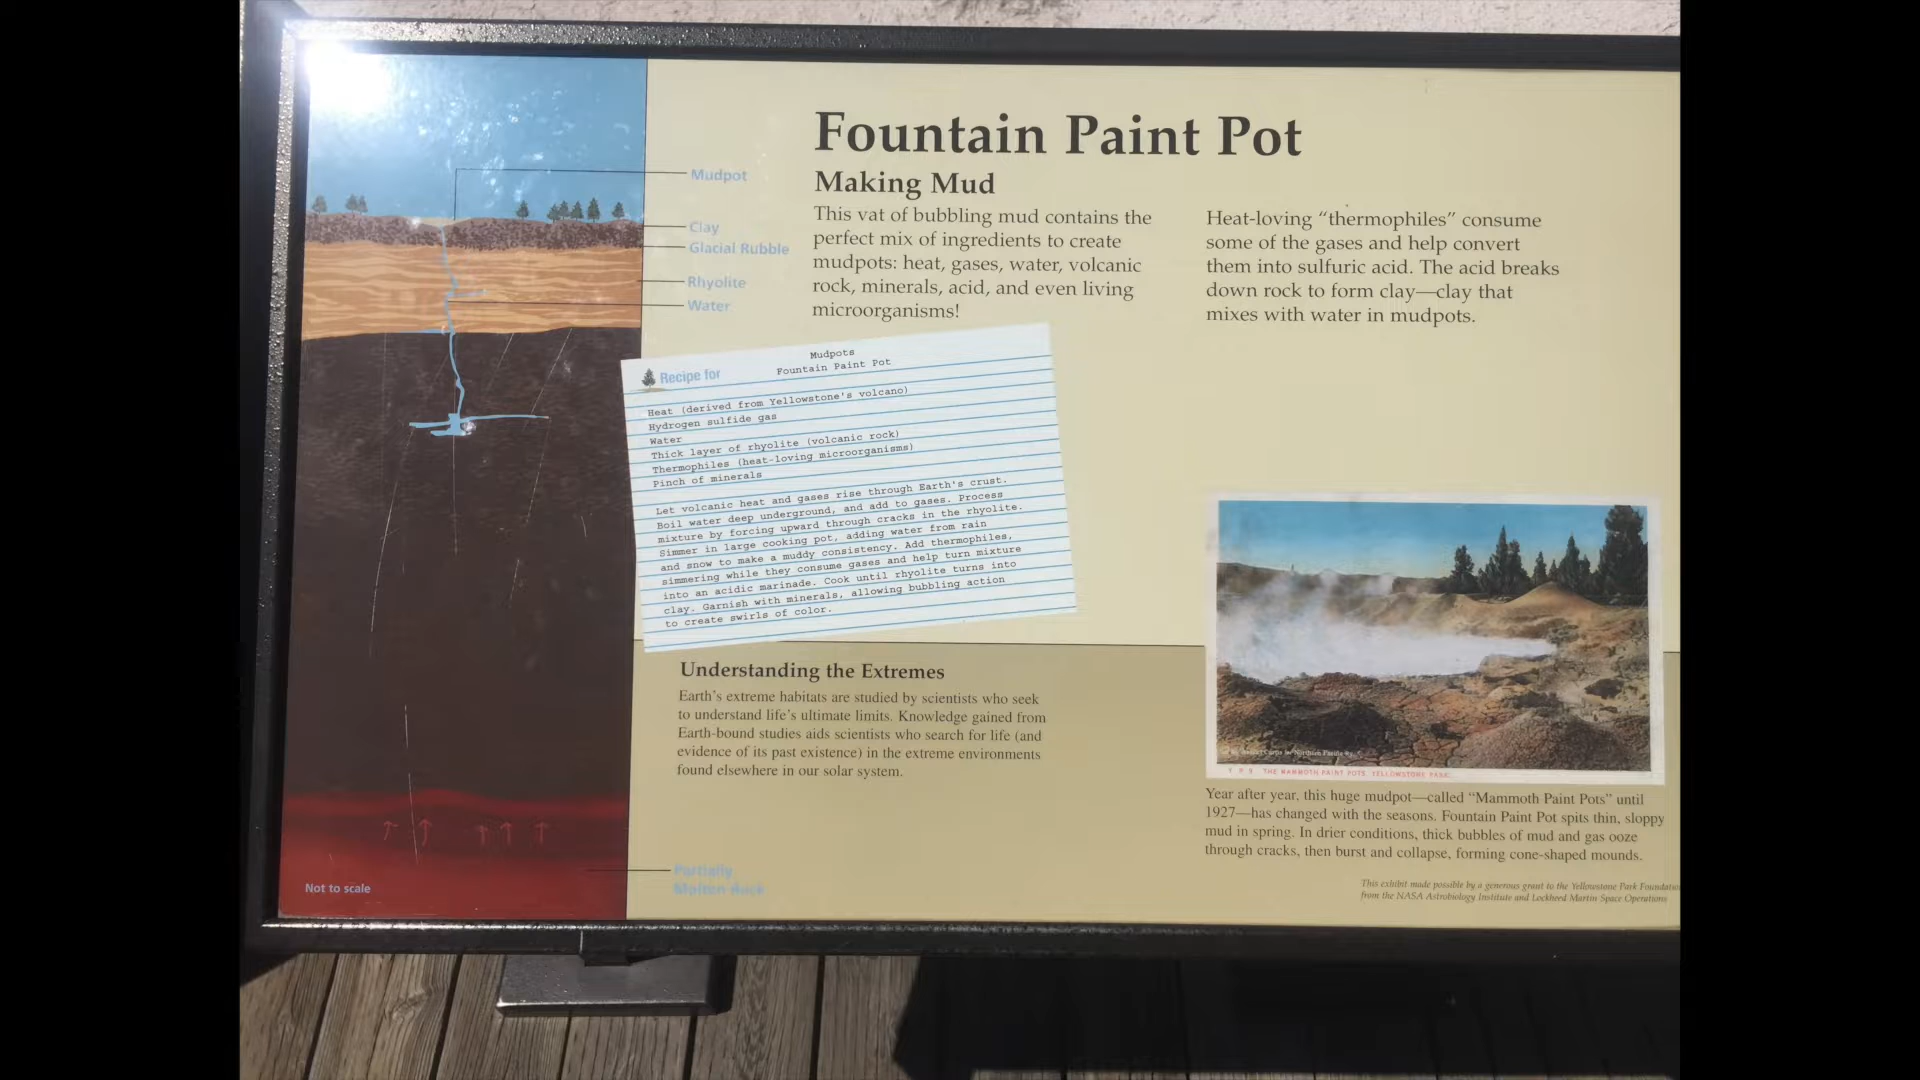 Fountain Paint Pot
Making Mud
This vat of bubbling mud contains the
perfect mix of ingredients to create
mudpots: heat, gases, water, volcanic
rock, minerals, acid, and even living
microorganisms!
Heat-loving “thermophiles” consume
some of the gases and help convert
them into sulfuric acid. The acid breaks
down rock to form clay—clay that
mixes with water in mudpots.
Mudpot
Clay
Glacial Rubble
Rhyolite
Water
Partially
Molten
Not to scale
Recipe for
Mudpots
Fountain Paint Pot
Heat (derived from Yellowstone's volcano)
Hydrogen sulfide gas
Water
Thick layer of rhyolite (volcanic rock)
Thermophiles (heat-loving microorganisms)
Pinch of minerals
Let volcanic heat and gases rise through Earth's crust.
Boil water deep underground, and add to gases. Process
mixture by forcing upward through cracks in the rhyolite.
Simmer in large cooking pot, adding water from rain
and snow to make a muddy consistency. Add thermophiles,
simmering while they consume gases and help turn mixture
into an acidic marinade. Cook until rhyolite turns into
clay. Garnish with minerals, allowing bubbling action
to create swirls of color.
Understanding the Extremes
Earth’s extreme habitats are studied by scientists who seek
to understand life’s ultimate limits. Knowledge gained from
Earth-bound studies aids scientists who search for life (and
evidence of its past existence) in the extreme environments
found elsewhere in our solar system.
THE MAMMOTH PAINT POTS, YELLOWSTONE PARK
Year after year, this huge mudpot—called “Mammoth Paint Pots” until
1927—has changed with the seasons. Fountain Paint Pot spits thin, sloppy
mud in spring. In drier conditions, thick bubbles of mud and gas ooze
through cracks, then burst and collapse, forming cone-shaped mounds.
This exhibit made possible by a generous grant to the Yellowstone Park Foundatio
from the NASA Astrobiology Institute and Lockheed Martin Space Operations